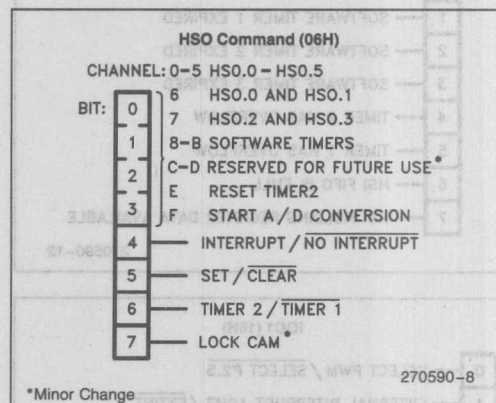 HSO Command (06H)
CHANNEL: 0-5 HSO.0 - HSO.5
6 HSO.0 AND HSO.1
BIT: 0
7 HSO.2 AND HSO.3
1 8-B SOFTWARE TIMERS
C-D RESERVED FOR FUTURE USE*
2
E RESET TIMER2
3 F START A/D CONVERSION
4 INTERRUPT / NO INTERRUPT
5 SET / CLEAR
6 TIMER 2 / TIMER 1
7 LOCK CAM*
270590-8
*Minor Change